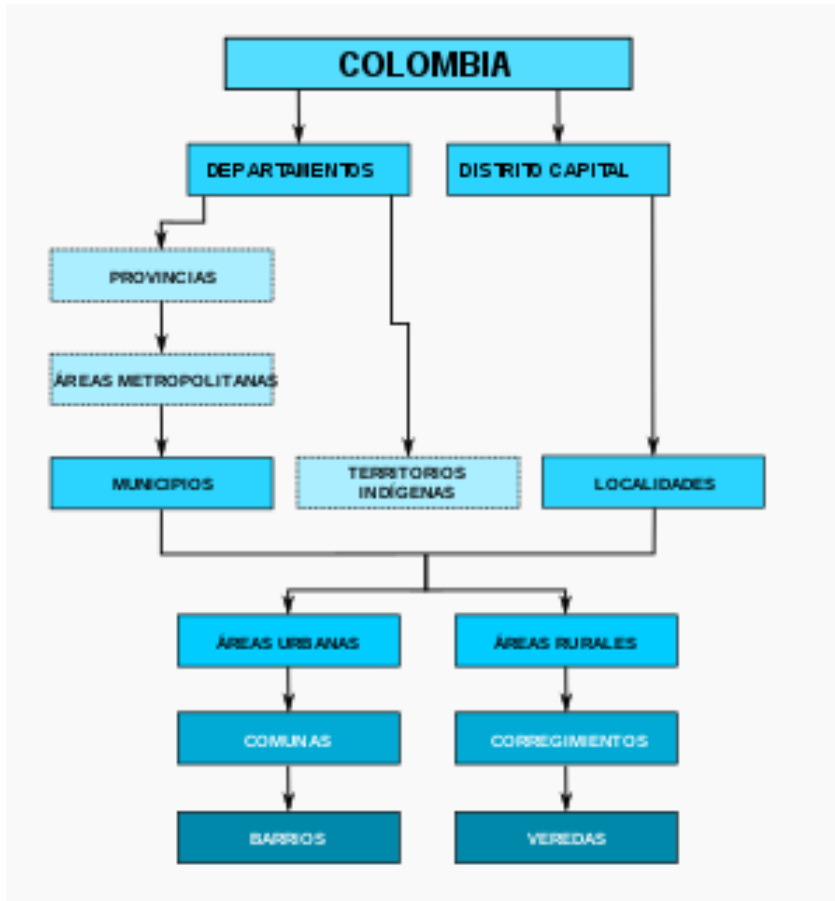 COLOMBIA
DEPARTAMENTOS
DISTRITO CAPITAL
PROVINCIAS
ÁREAS METROPOLITANAS
MUNICIPIOS
TERRITORIOS
INDÍGENAS
LOCALIDADES
ÁREAS URBANAS
ÁREAS RURALES
COMUNAS
CORREGIMIENTOS
BARRIOS
VEREDAS